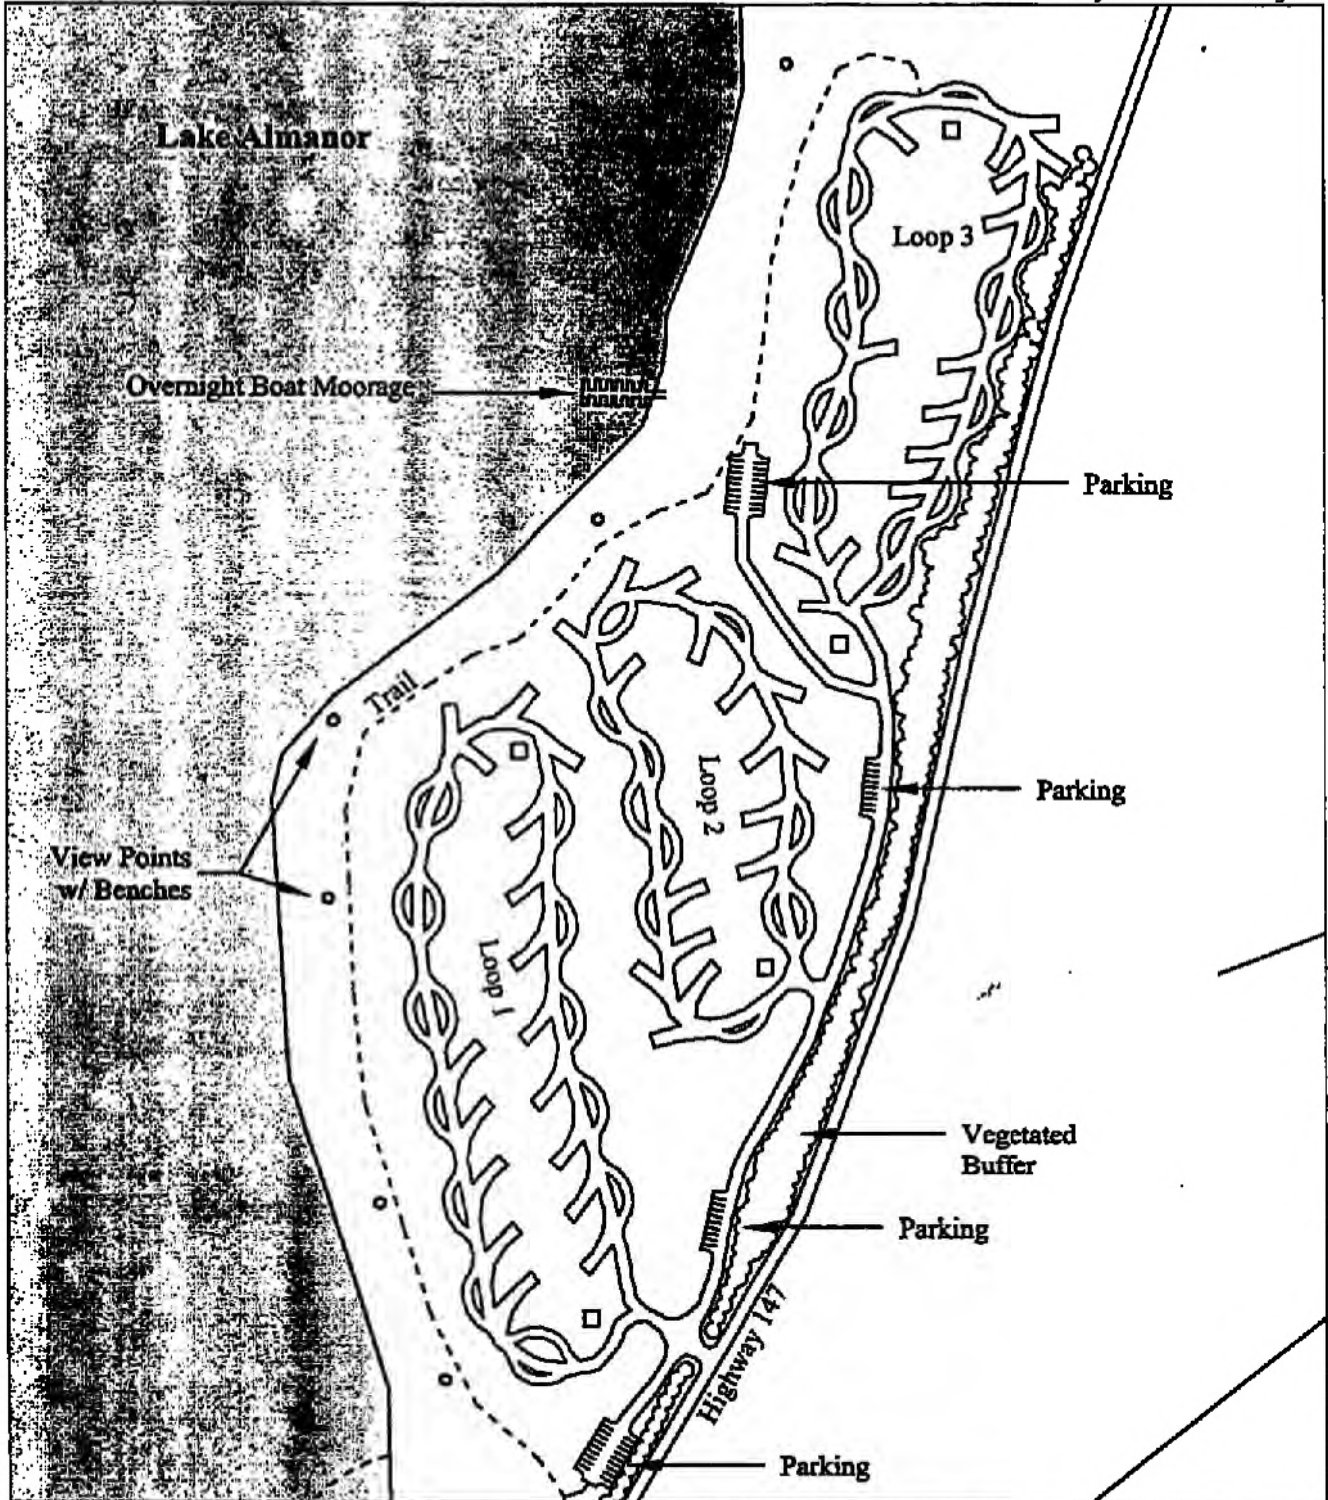 Lake Almanor
Loop 3
Overnight Boat Moorage
Parking
Trail
Loop 2
Parking
View Points
w/ Benches
Loop 1
Vegetated
Buffer
Parking
Highway 147
Parking